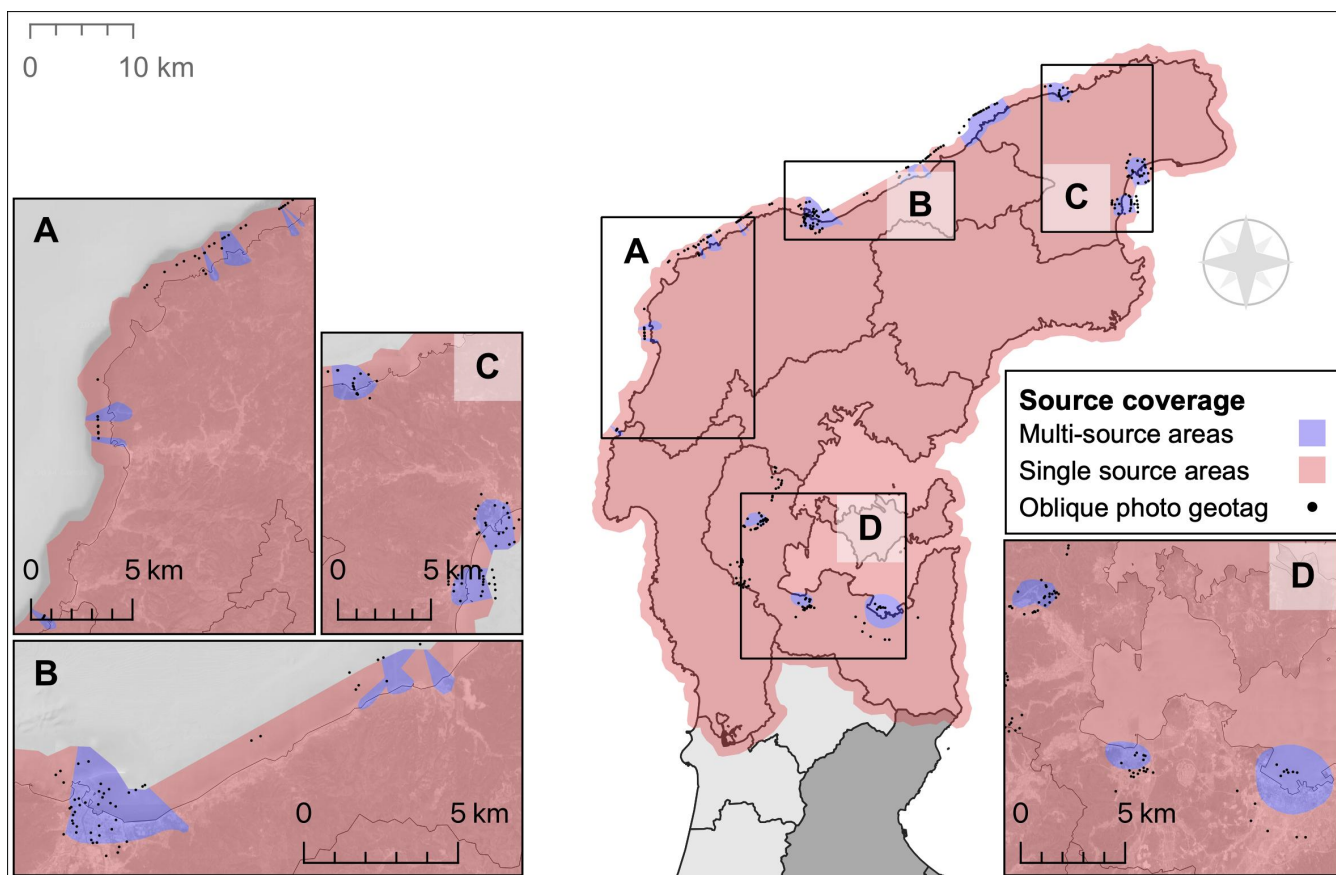 0 10 km
A
B
C
D
A
0 5 km
C
0 5 km
B
0 5 km
Source coverage
Multi-source areas
Single source areas
Oblique photo geotag
D
0 5 km